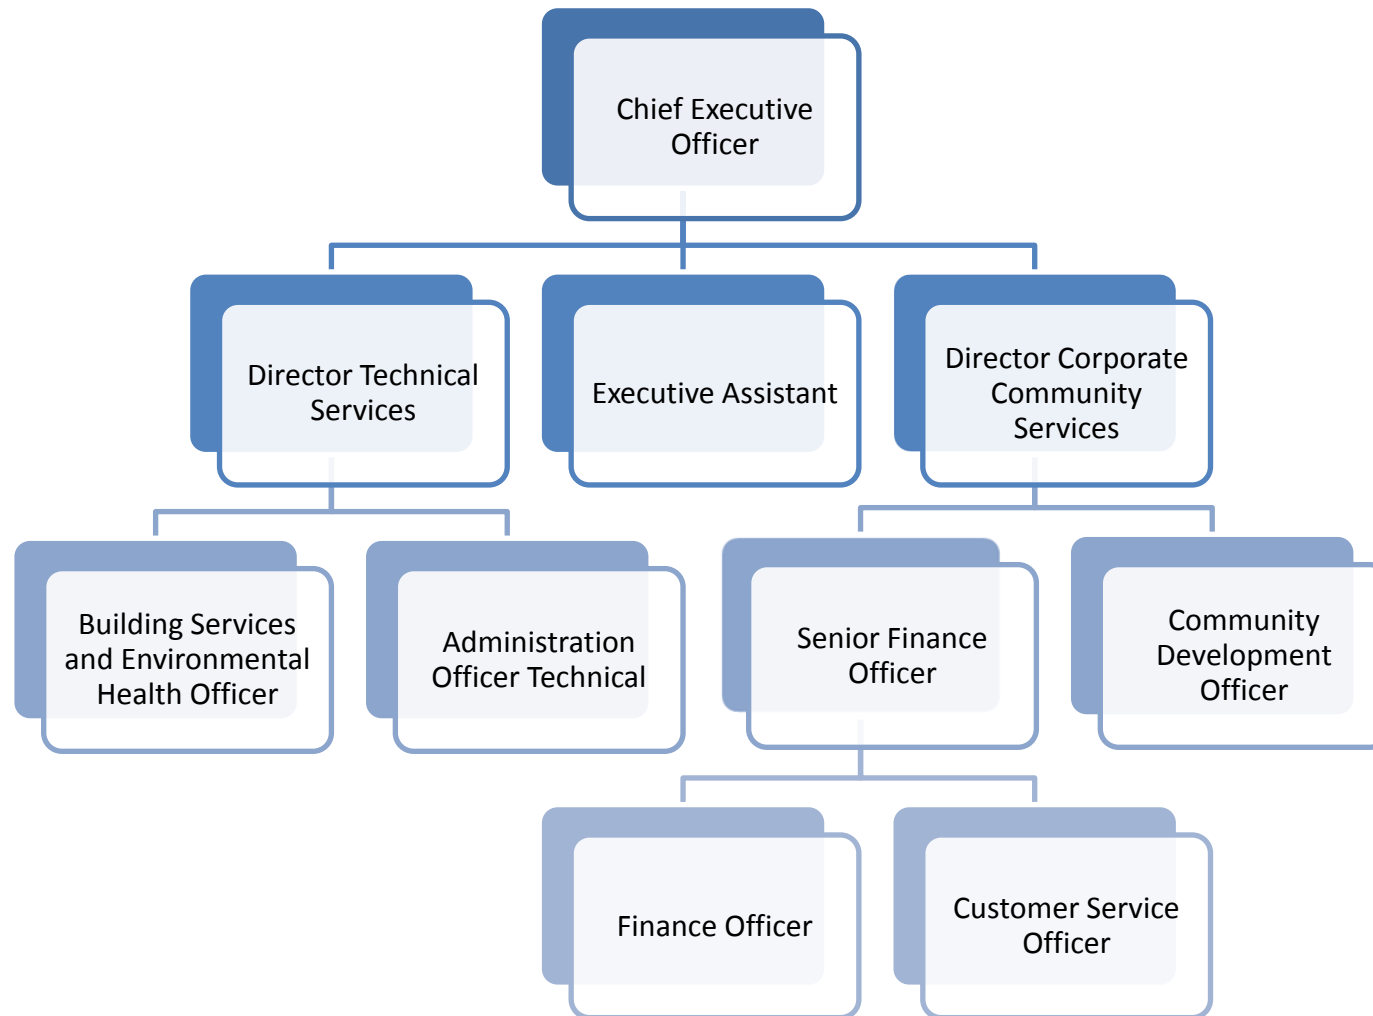 Chief Executive
Officer
Director Technical
Services
Executive Assistant
Director Corporate
Community
Services
Building Services
and Environmental
Health Officer
Administration
Officer Technical
Senior Finance
Officer
Community
Development
Officer
Finance Officer
Customer Service
Officer